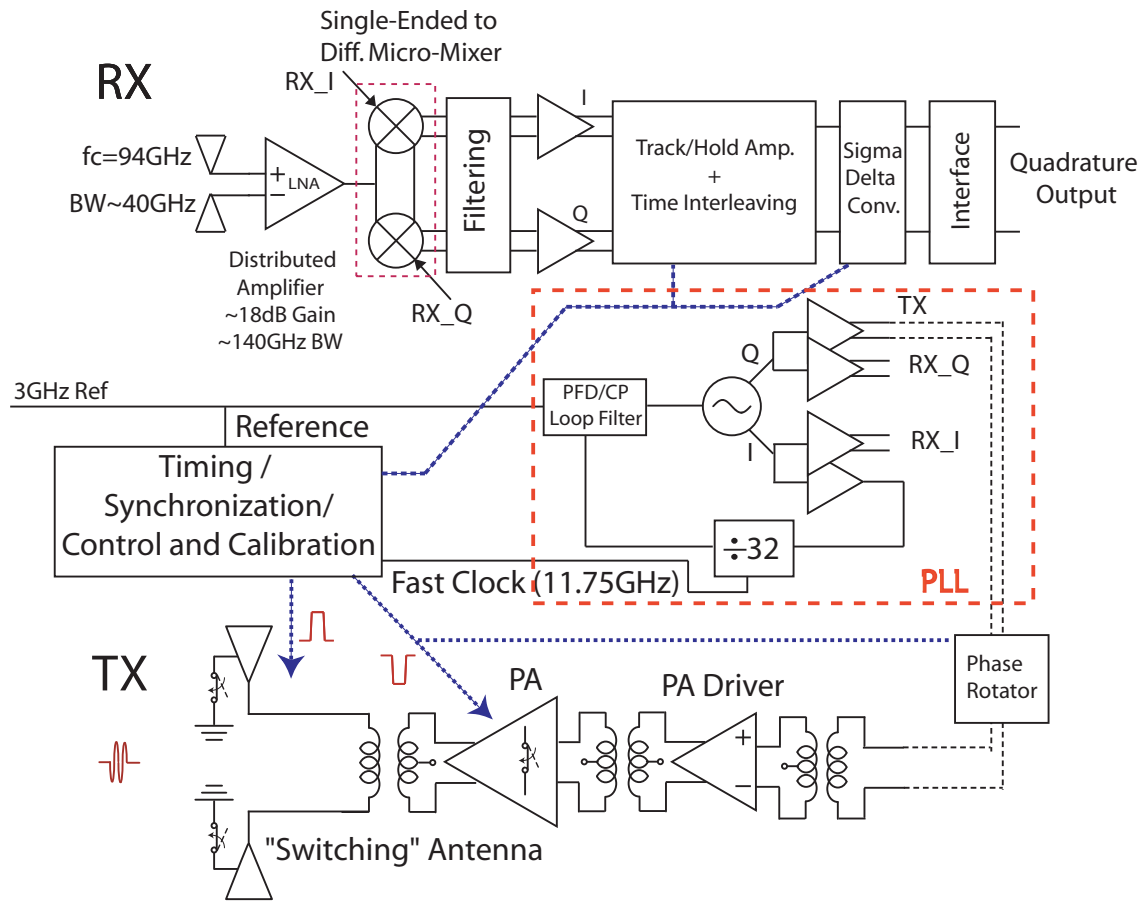 Single-Ended to
Diff. Micro-Mixer
RX
RX_I
I
fc=94GHz
BW~40GHz
+
−
LNA
Filtering
Track/Hold Amp.
+
Time Interleaving
Sigma
Delta
Conv.
Interface
Quadrature
Output
Q
Distributed
Amplifier
~18dB Gain
~140GHz BW
RX_Q
TX
Q
RX_Q
3GHz Ref
PFD/CP
Loop Filter
Reference
I
RX_I
Timing /
Synchronization/
Control and Calibration
÷32
Fast Clock (11.75GHz)
PLL
TX
PA
PA Driver
Phase
Rotator
+
−
"Switching" Antenna